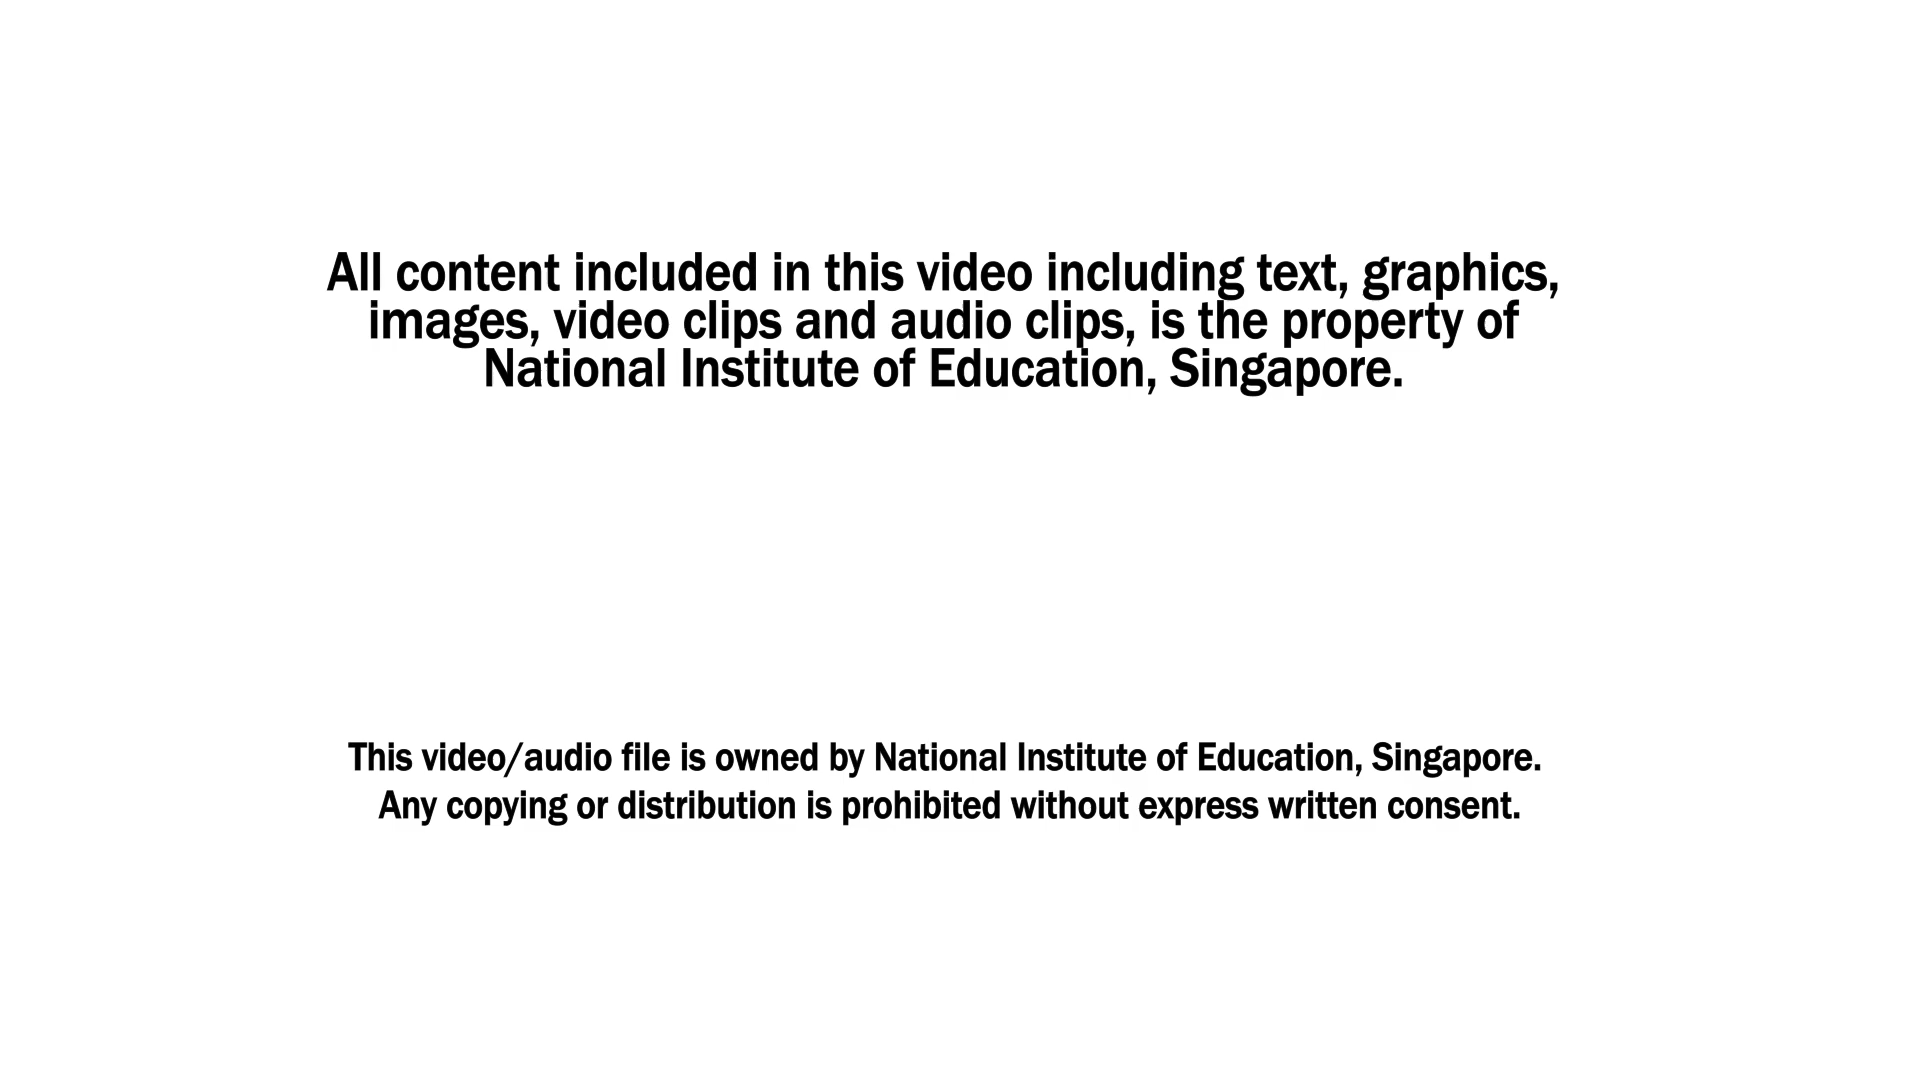 All content included in this video including text, graphics,
images, video clips and audio clips, is the property of
National Institute of Education, Singapore.
This video/audio file is owned by National Institute of Education, Singapore.
Any copying or distribution is prohibited without express written consent.